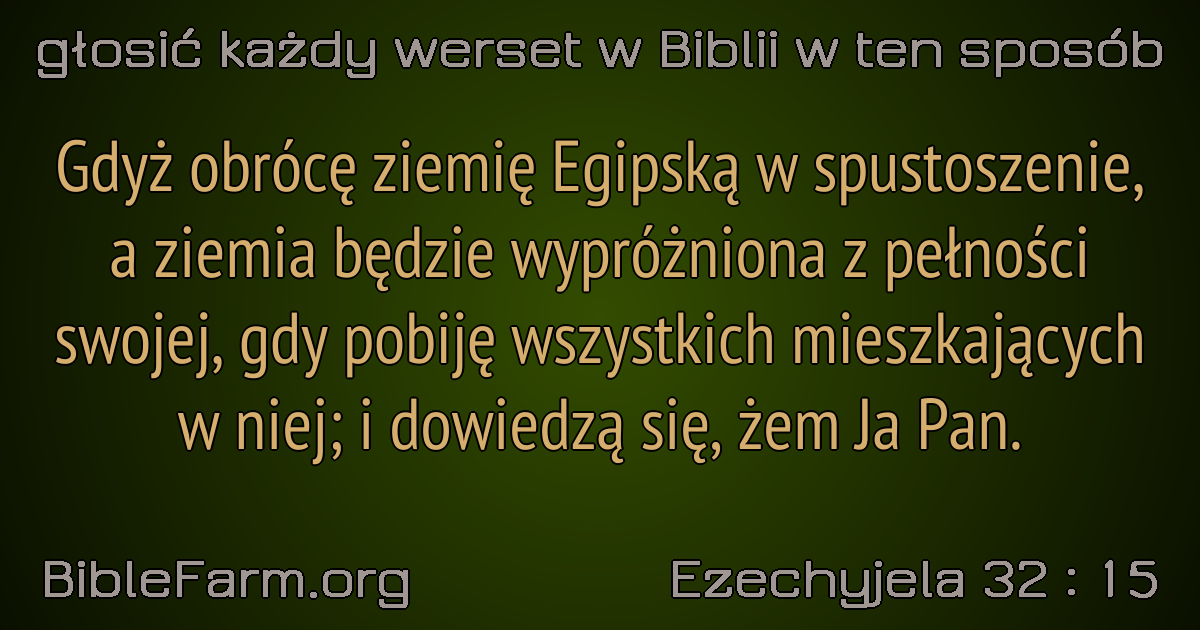 głosić każdy werset w Biblii w ten sposób
Gdyż obrócę ziemię Egipską w spustoszenie,
a ziemia będzie wypróżniona z pełności
swojej, gdy pobiję wszystkich mieszkających
w niej; i dowiedzą się, żem Ja Pan.
BibleFarm.org
Ezechyjela 32 : 15